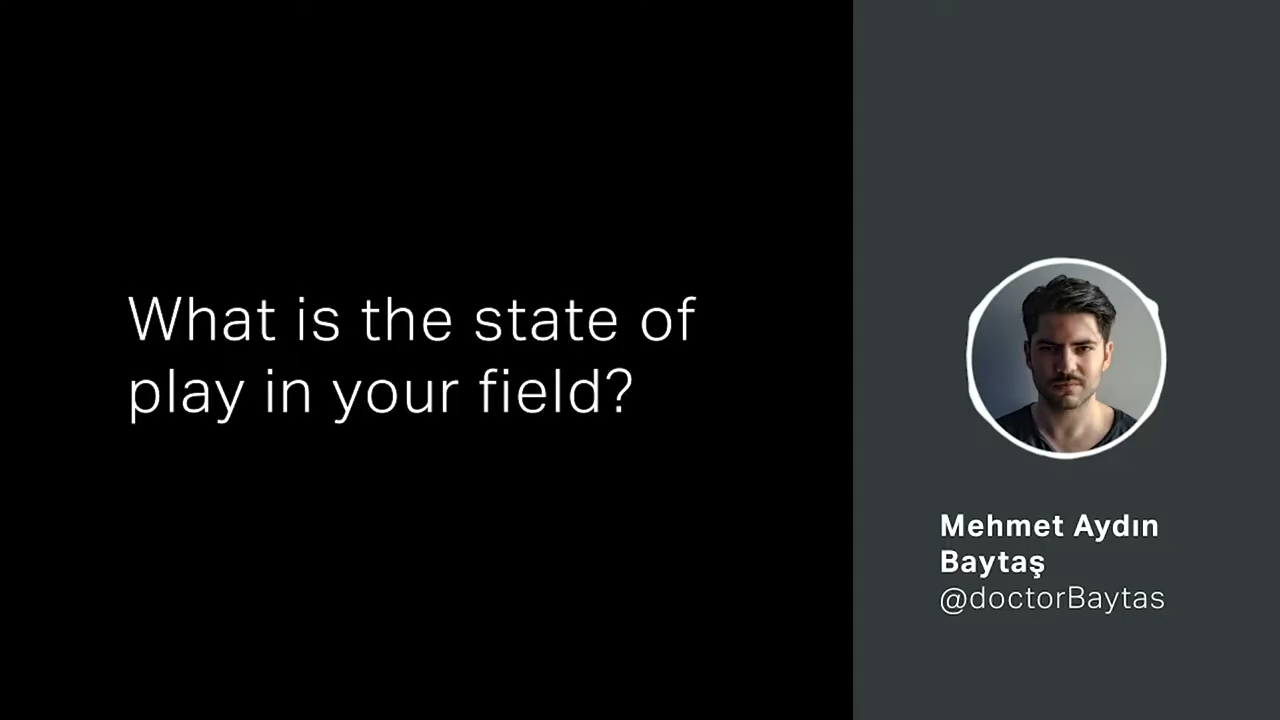 What is the state of
play in your field?
Mehmet Aydın
Baytaş
@doctorBaytas